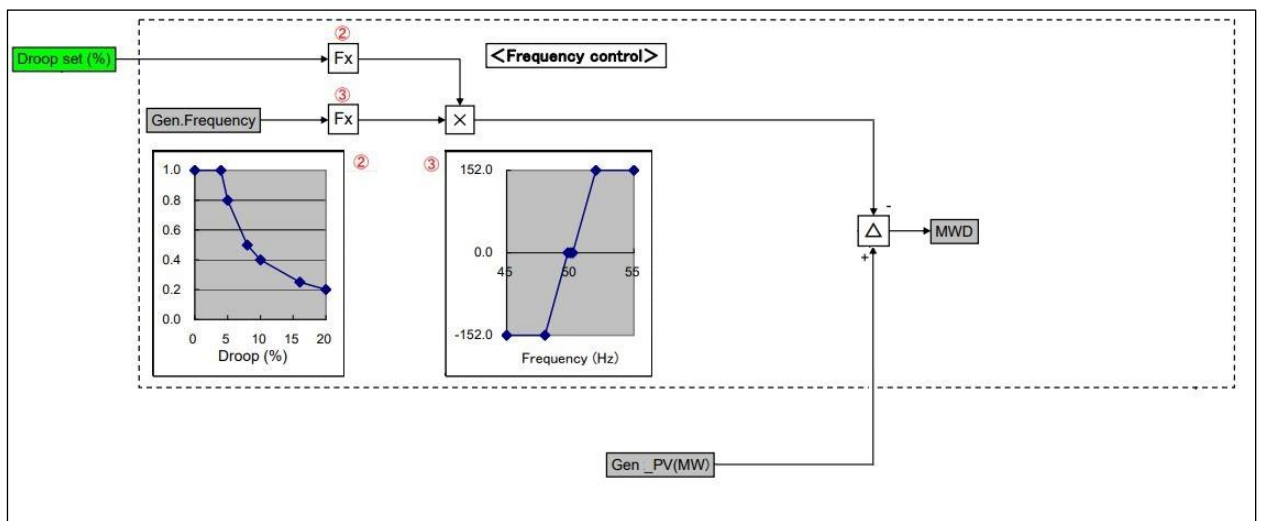 ②
Droop set (%)
Fx
<Frequency control>
③
Gen.Frequency
Fx
×
②
③
1.0
0.8
0.6
0.4
0.2
0.0
0 5 10 15 20
Droop (%)
152.0
0.0
-152.0
45 50 55
Frequency (Hz)
-
Δ
+
MWD
Gen _PV(MW)